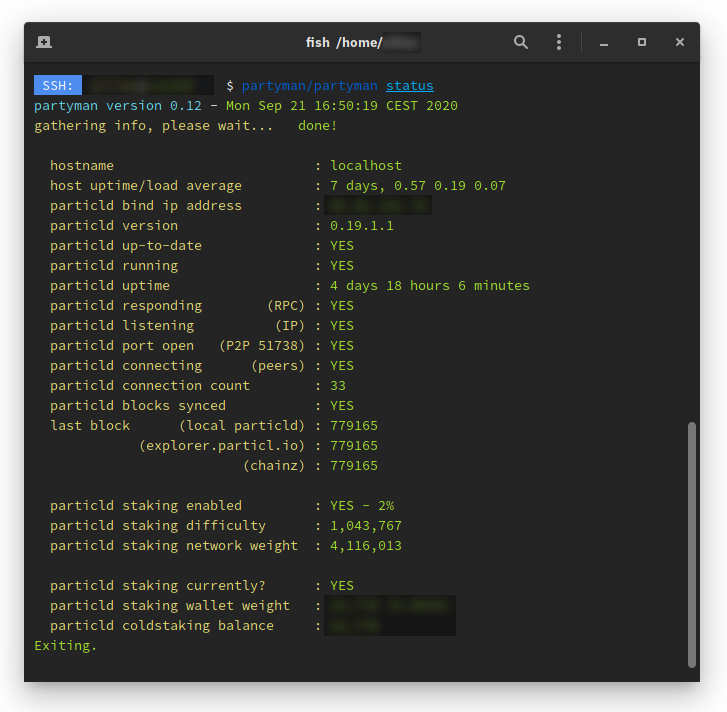 fish /home/
SSH: $ partyman/partyman status
partyman version 0.12 - Mon Sep 21 16:50:19 CEST 2020
gathering info, please wait... done!
hostname : localhost
host uptime/load average : 7 days, 0.57 0.19 0.07
particld bind ip address :
particld version : 0.19.1.1
particld up-to-date : YES
particld running : YES
particld uptime : 4 days 18 hours 6 minutes
particld responding (RPC) : YES
particld listening (IP) : YES
particld port open (P2P 51738) : YES
particld connecting (peers) : YES
particld connection count : 33
particld blocks synced : YES
last block (local particld) : 779165
(explorer.particl.io) : 779165
(chainz) : 779165
particld staking enabled : YES - 2%
particld staking difficulty : 1,043,767
particld staking network weight : 4,116,013
particld staking currently? : YES
particld staking wallet weight :
particld coldstaking balance :
Exiting.